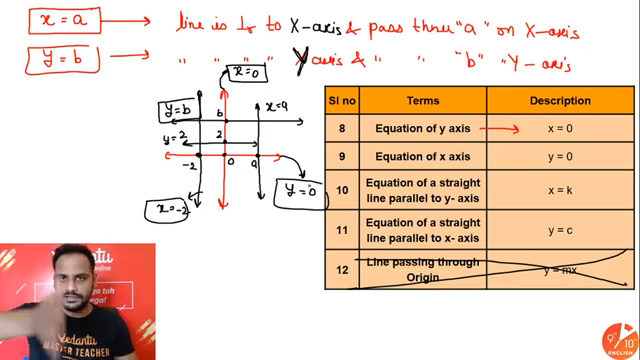 x = a → line is ⊥r to X-axis & pass thru "a" on X-axis
y = b → " " " Y axis & " " "b" "Y-axis
x=0
y=b
b
x=a
y=2
2
-2
0
a
x=-2
y=0
Sl no Terms Description
8 Equation of y axis → x = 0
9 Equation of x axis y = 0
10 Equation of a straight line parallel to y- axis x = k
11 Equation of a straight line parallel to x- axis y = c
12 Line passing through Origin y = mx
Vedantu
MASTER TEACHER
9 10
ENGLISH